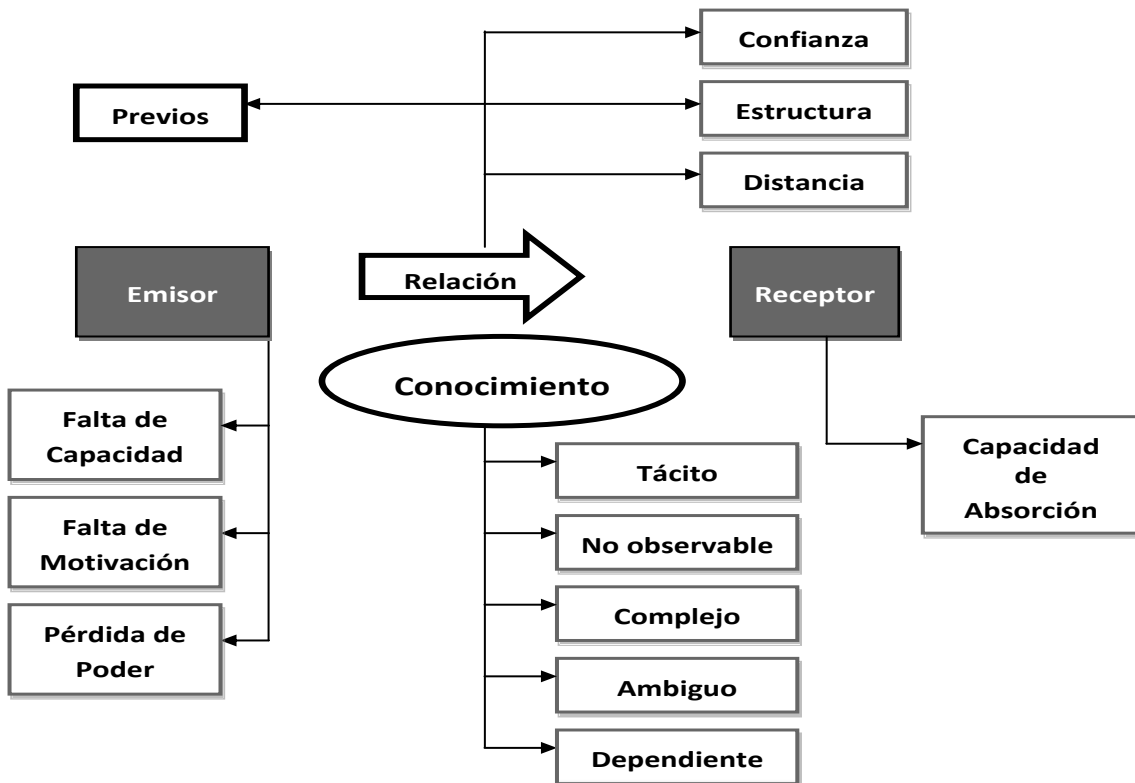 Confianza
Previos
Estructura
Distancia
Emisor
Relación
Receptor
Conocimiento
Falta de
Capacidad
Falta de
Motivación
Pérdida de
Poder
Tácito
No observable
Complejo
Ambiguo
Dependiente
Capacidad
de
Absorción